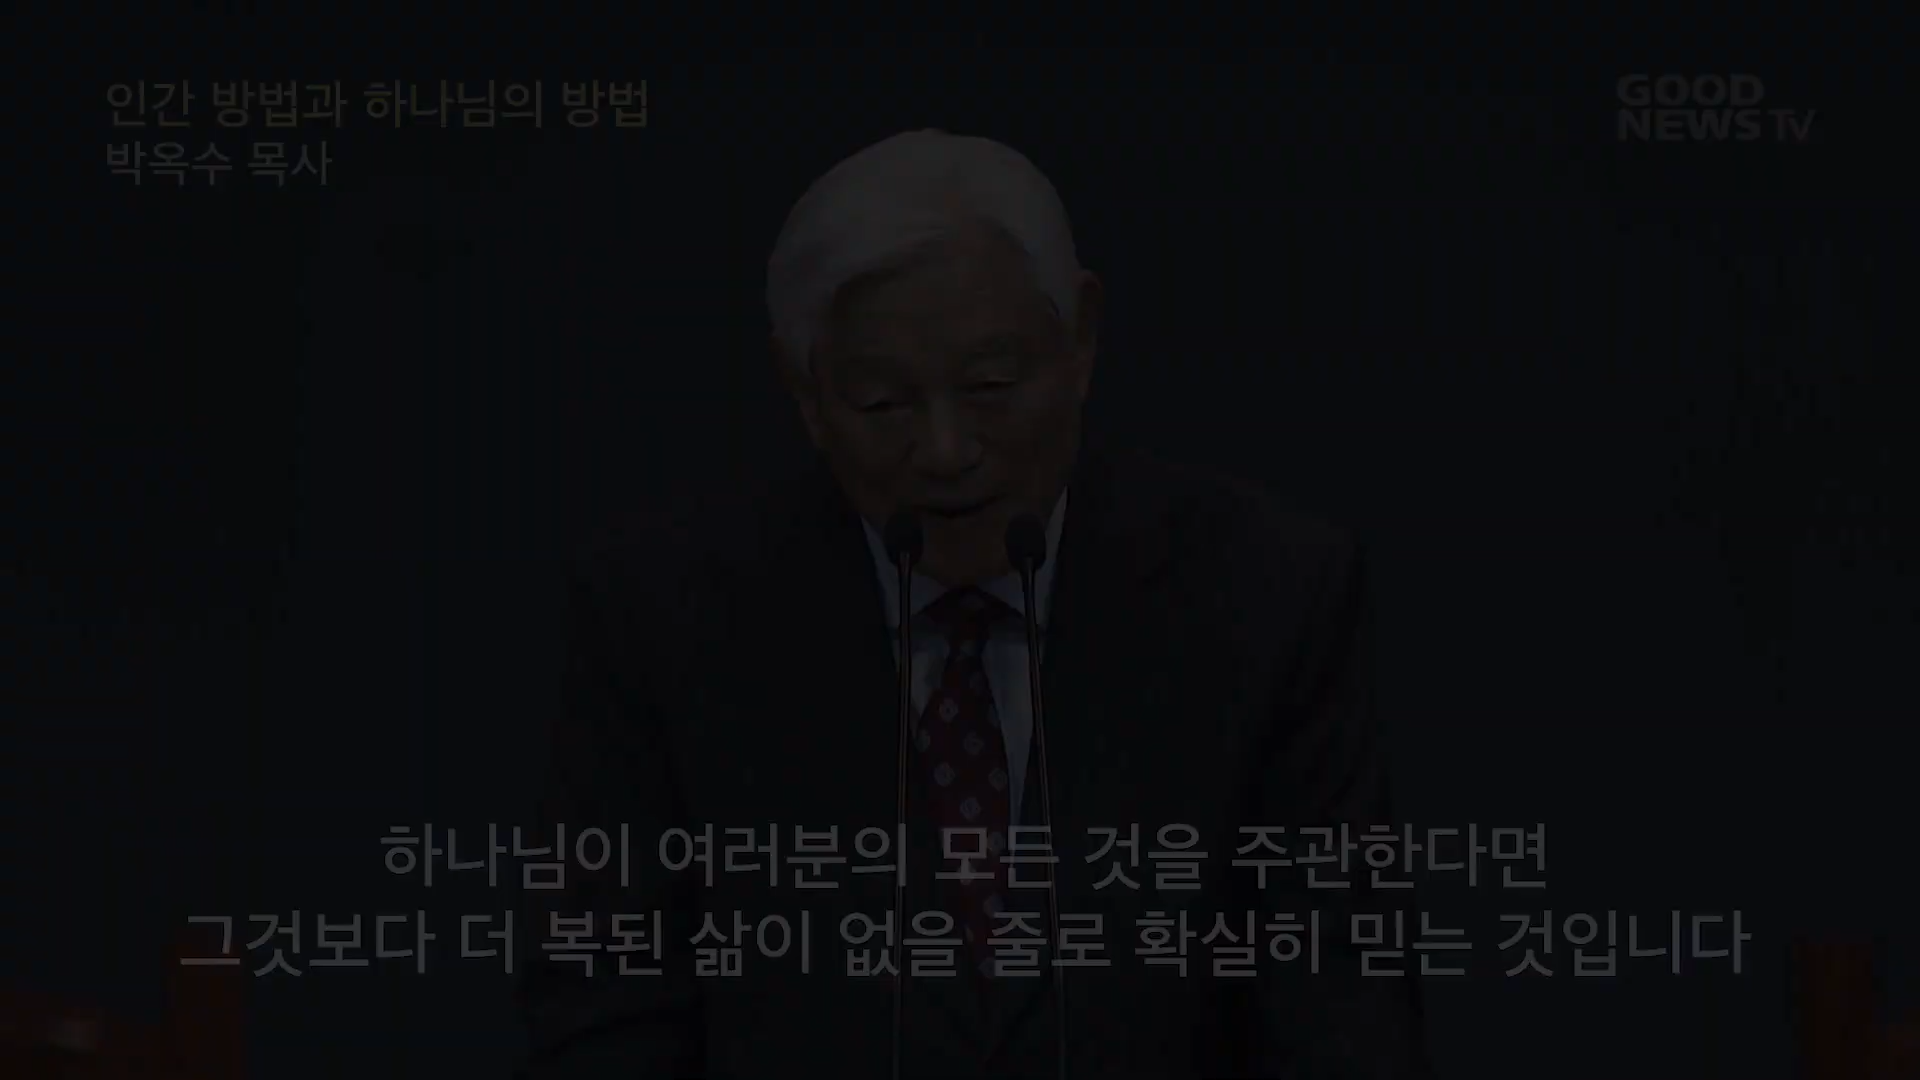 인간 방법과 하나님의 방법
박옥수 목사
GOOD
NEWS TV
하나님이 여러분의 모든 것을 주관한다면
그것보다 더 복된 삶이 없을 줄로 확실히 믿는 것입니다